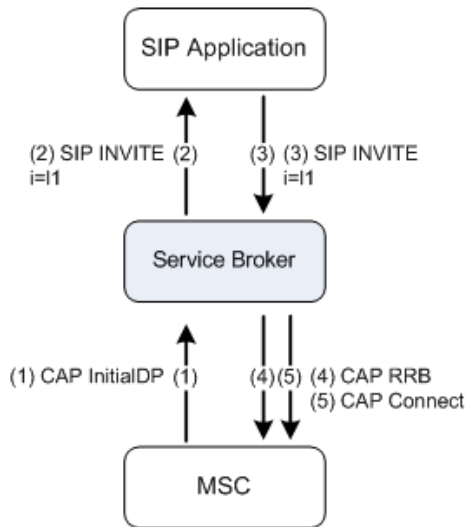 SIP Application
(2) SIP INVITE (2)
i=I1
(3) (3) SIP INVITE
i=I1
Service Broker
(1) CAP InitialDP (1)
(4) (5) (4) CAP RRB
(5) CAP Connect
MSC